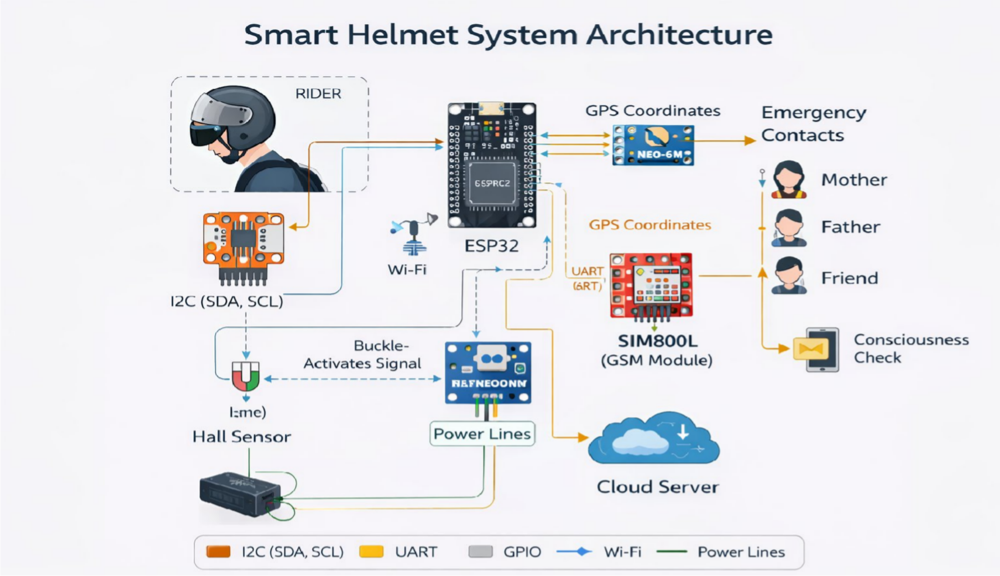 Smart Helmet System Architecture
RIDER
GPS Coordinates
Emergency
Contacts
NEO-6M
Mother
Father
Friend
ESP32
Wi-Fi
GPS Coordinates
UART
(6RT)
I2C (SDA, SCL)
SIM800L
(GSM Module)
Consciousness
Check
Buckle-
Activates Signal
Hall Sensor
Power Lines
Cloud Server
I2C (SDA, SCL)
UART
GPIO
Wi-Fi
Power Lines